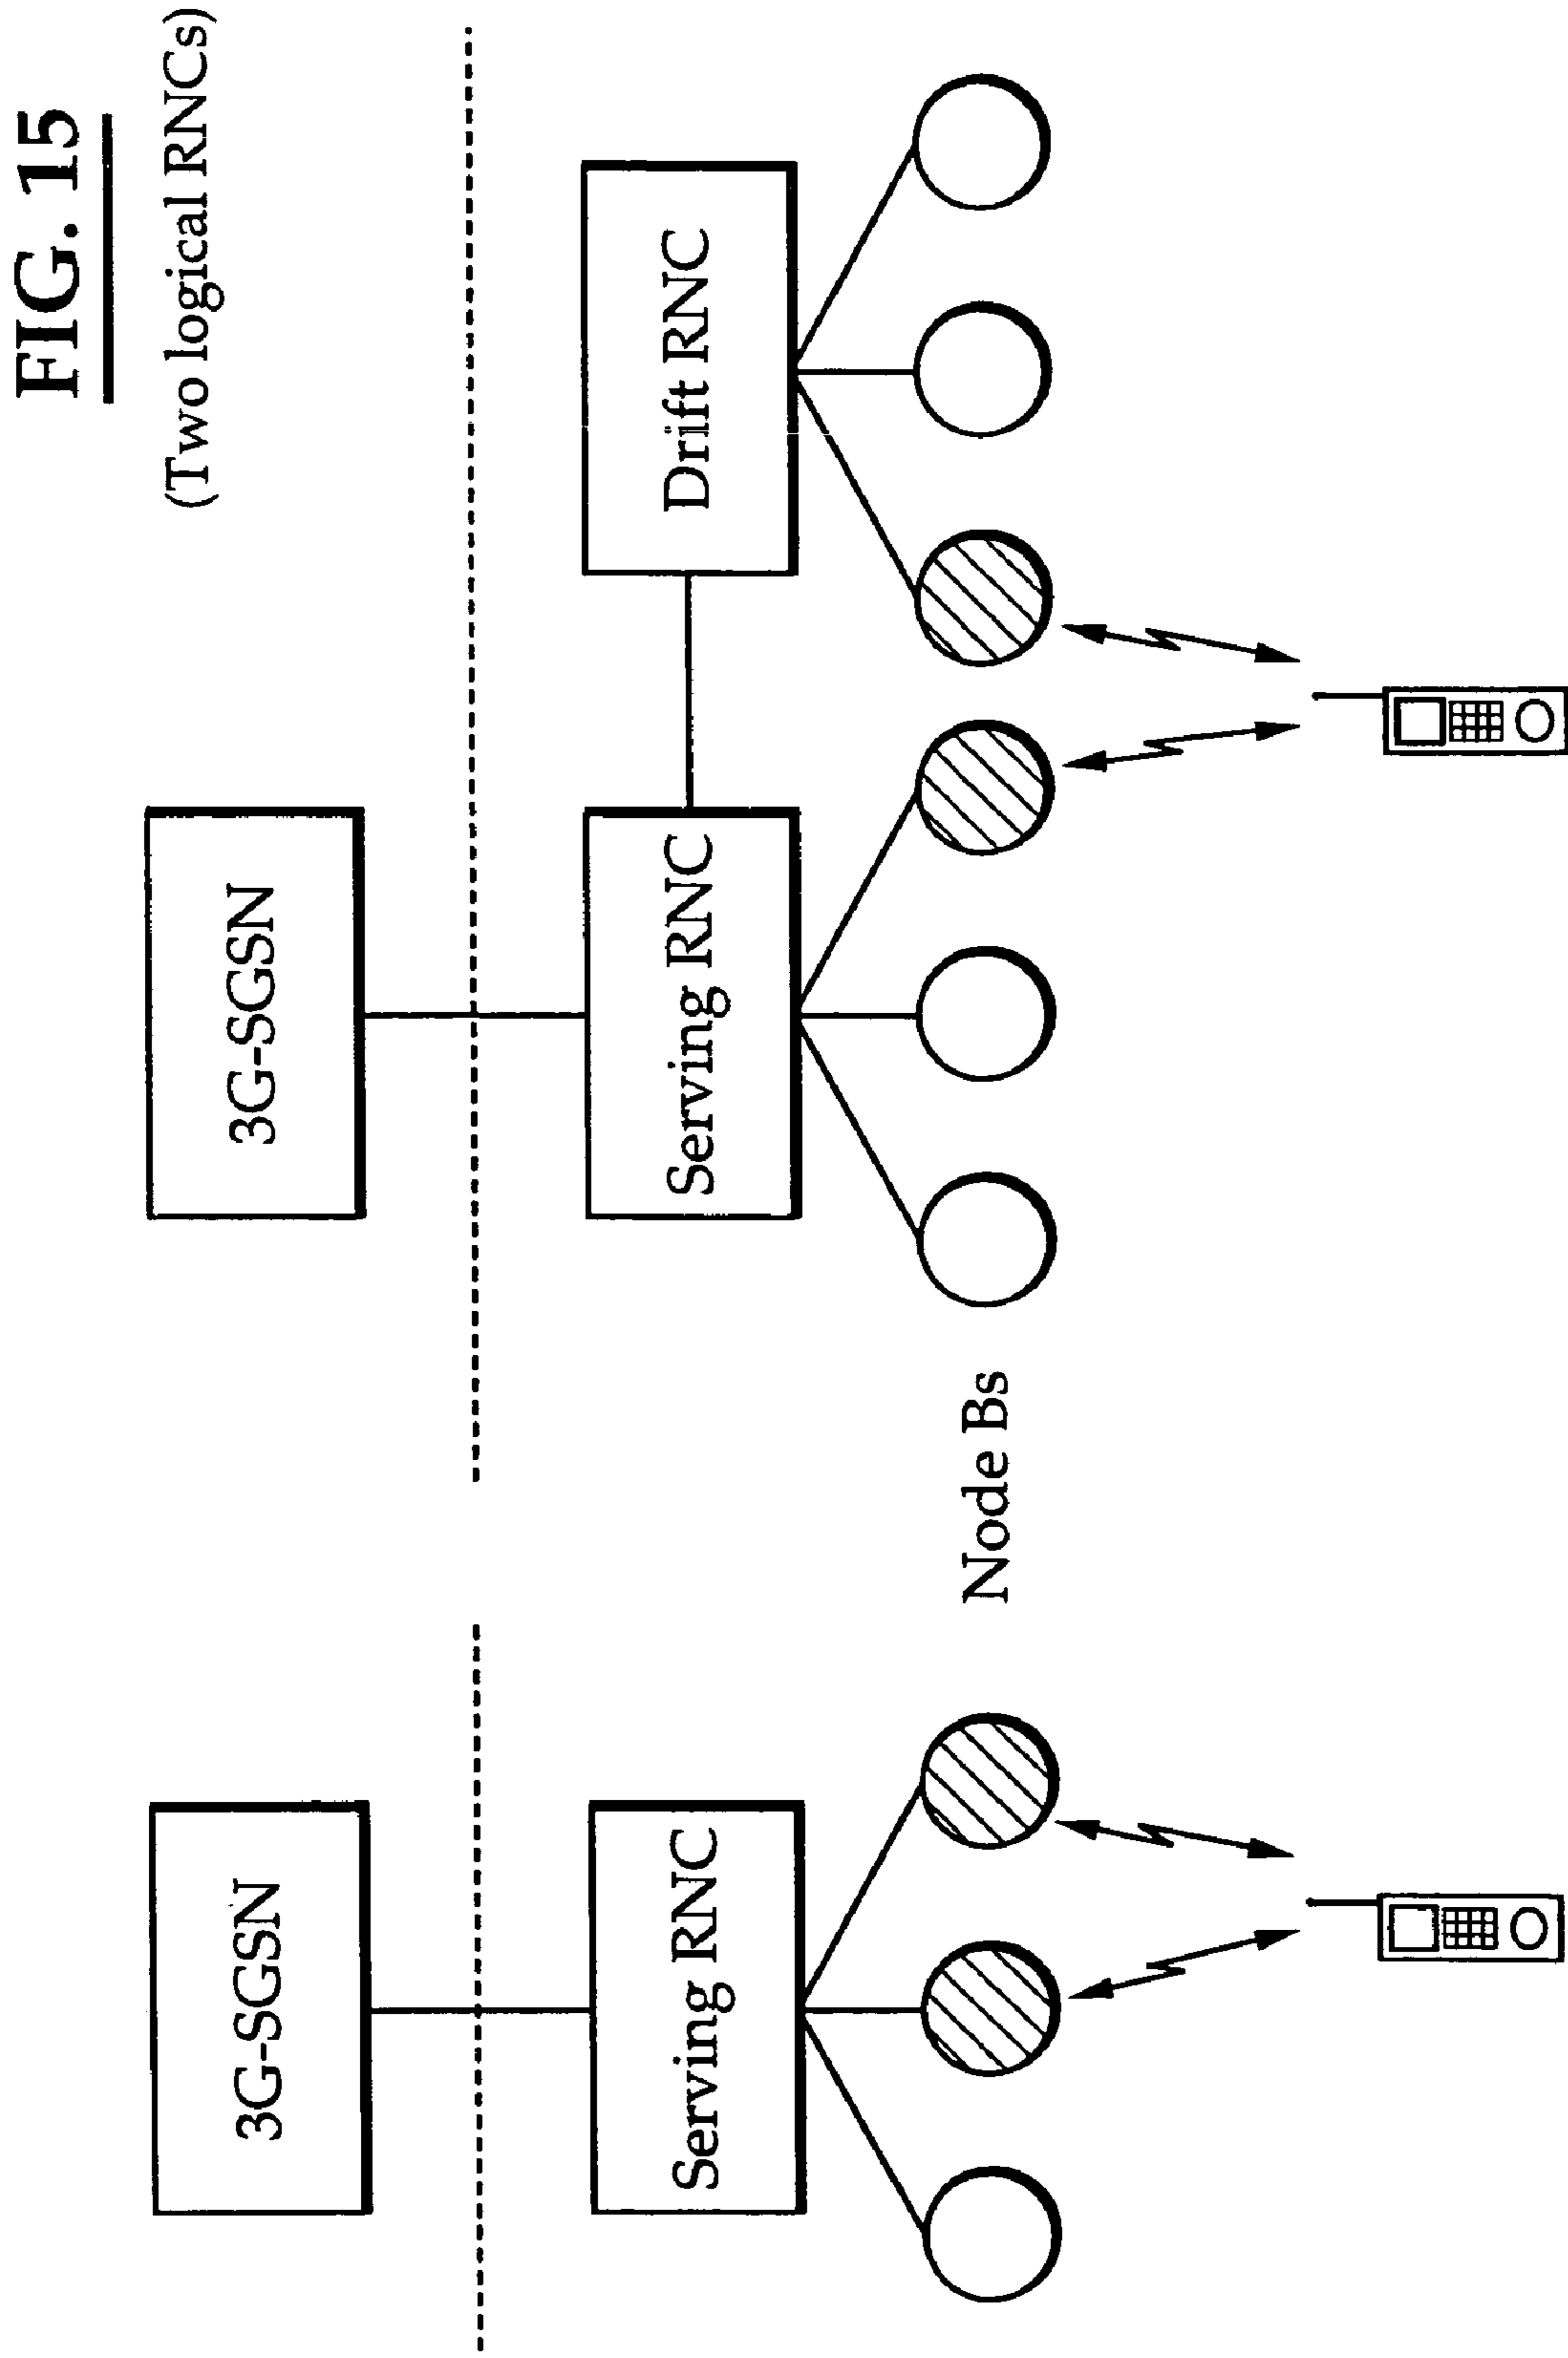 FIG. 15
(Two logical RNCs)
3G-SGSN
3G-SGSN
Serving RNC
Serving RNC
Drift RNC
Node Bs